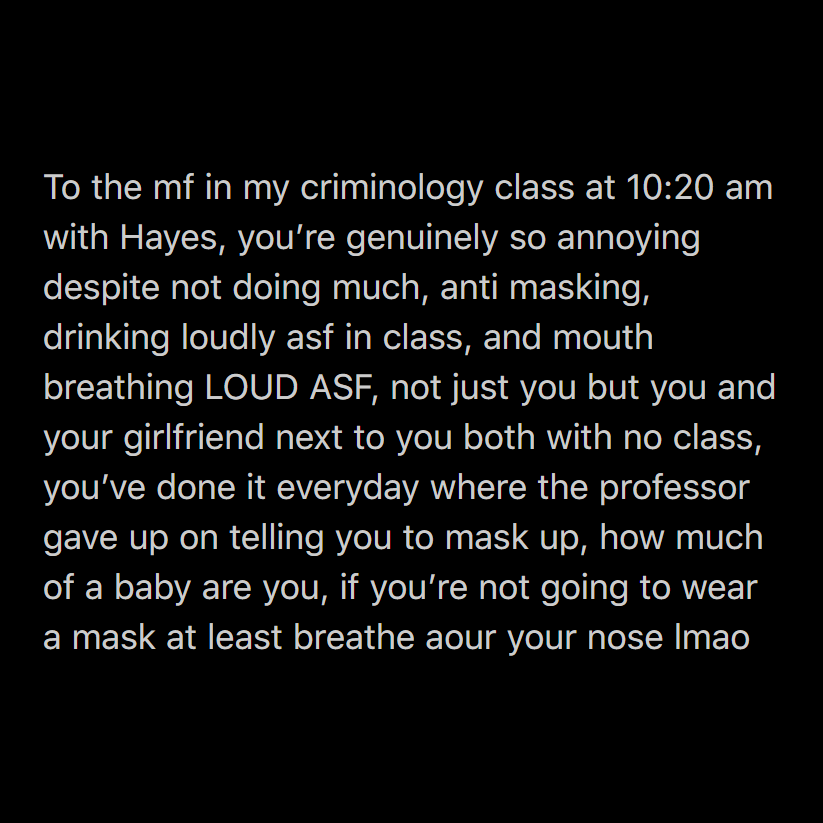 To the mf in my criminology class at 10:20 am
with Hayes, you’re genuinely so annoying
despite not doing much, anti masking,
drinking loudly asf in class, and mouth
breathing LOUD ASF, not just you but you and
your girlfriend next to you both with no class,
you’ve done it everyday where the professor
gave up on telling you to mask up, how much
of a baby are you, if you’re not going to wear
a mask at least breathe aour your nose lmao